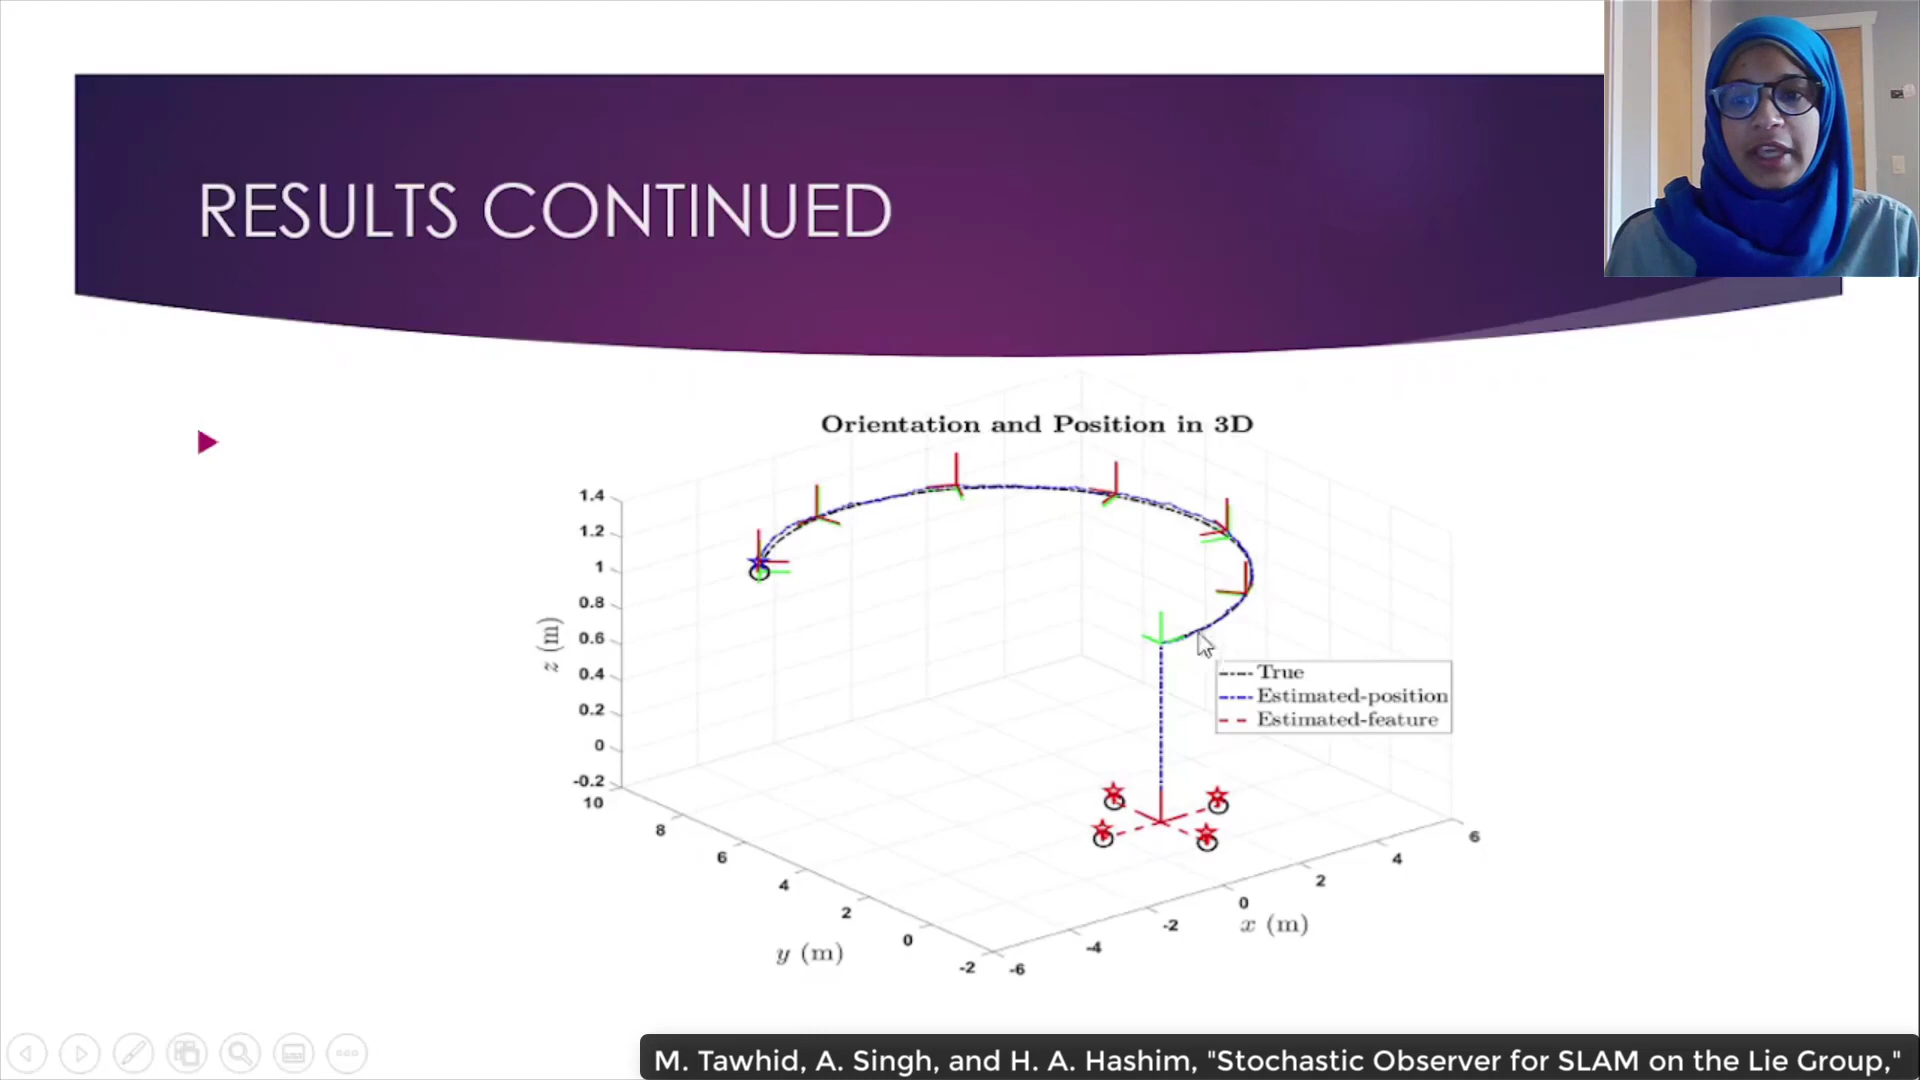 RESULTS CONTINUED
Orientation and Position in 3D
1.4
1.2
1
0.8
0.6
0.4
0.2
0
-0.2
z (m)
10
8
6
4
2
0
-2
y (m)
-6
-4
-2
0
2
4
6
x (m)
True
Estimated-position
Estimated-feature
M. Tawhid, A. Singh, and H. A. Hashim, "Stochastic Observer for SLAM on the Lie Group,"